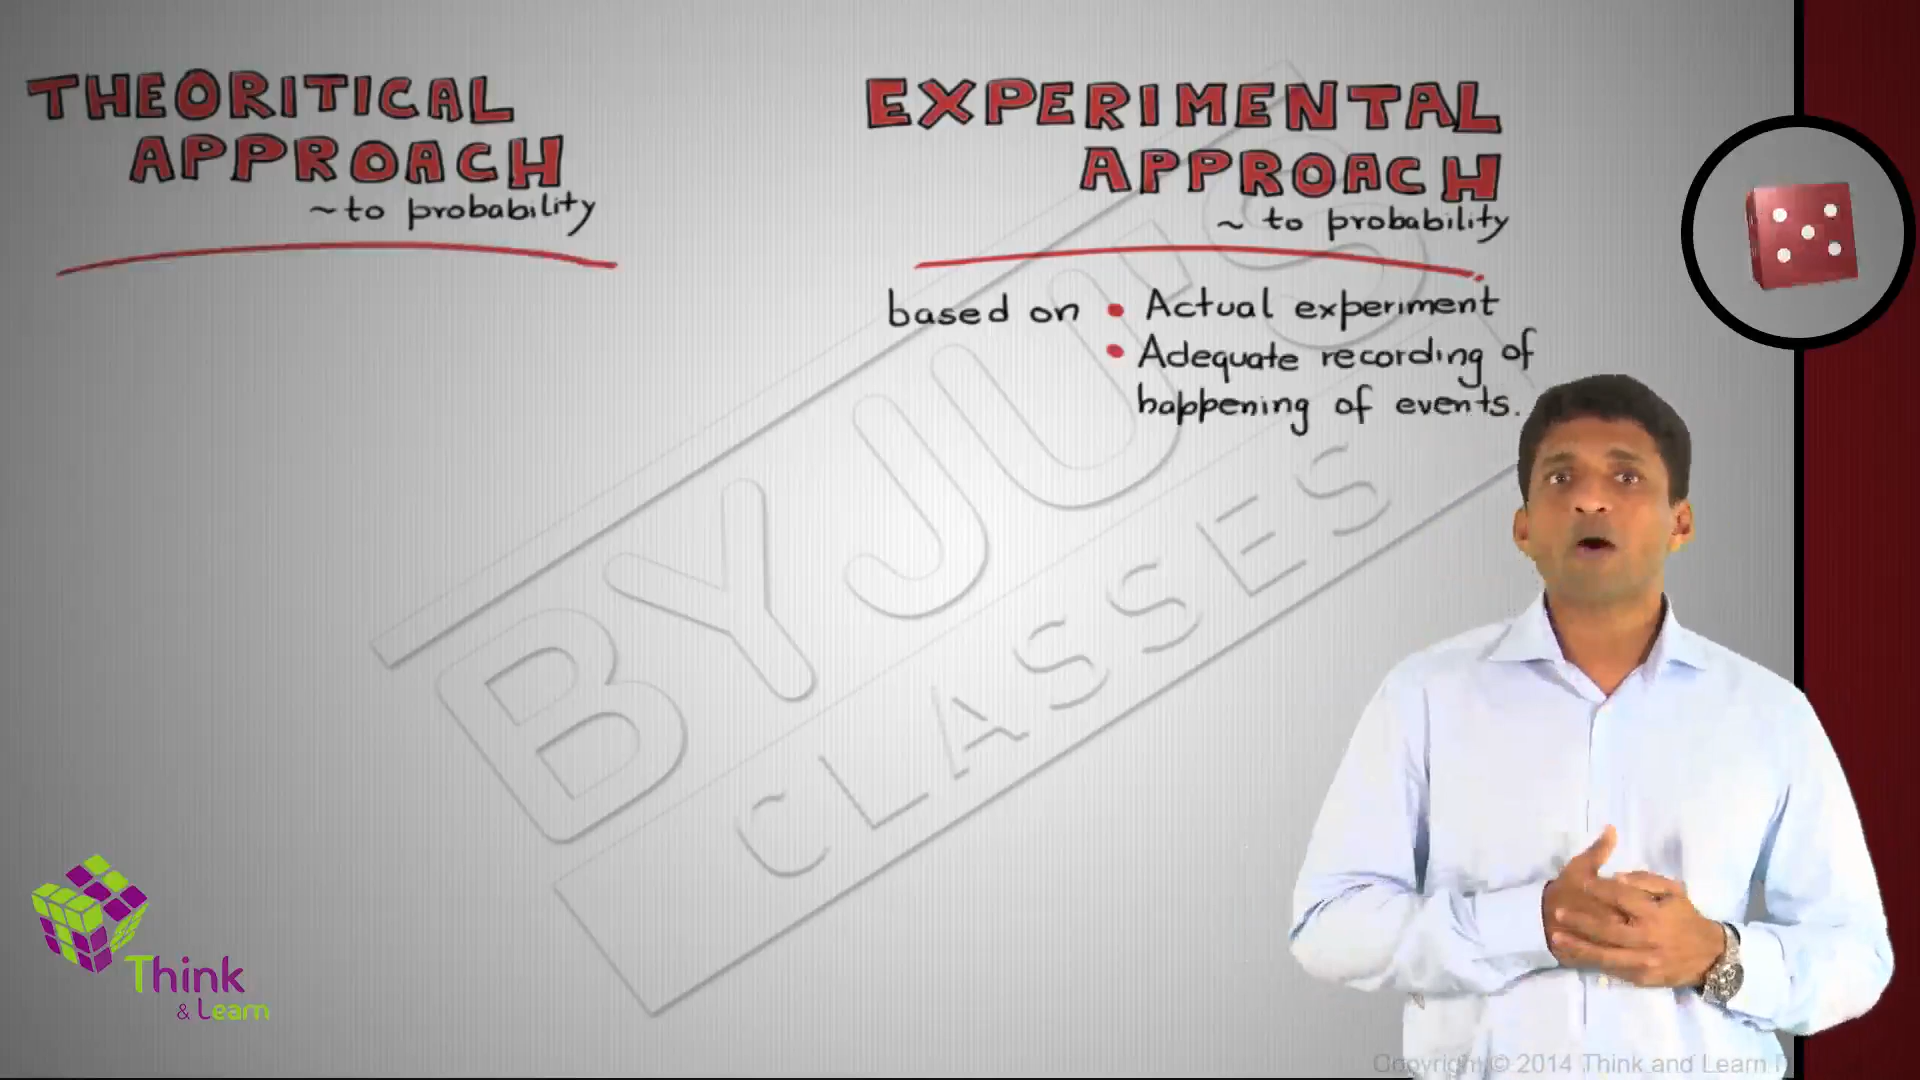 THEORITICAL
APPROACH
~ to probability
EXPERIMENTAL
APPROACH
~ to probability
based on • Actual experiment
• Adequate recording of
happening of events.
BYJU'S
CLASSES
Think
& Learn
Copyright © 2014 Think and Learn